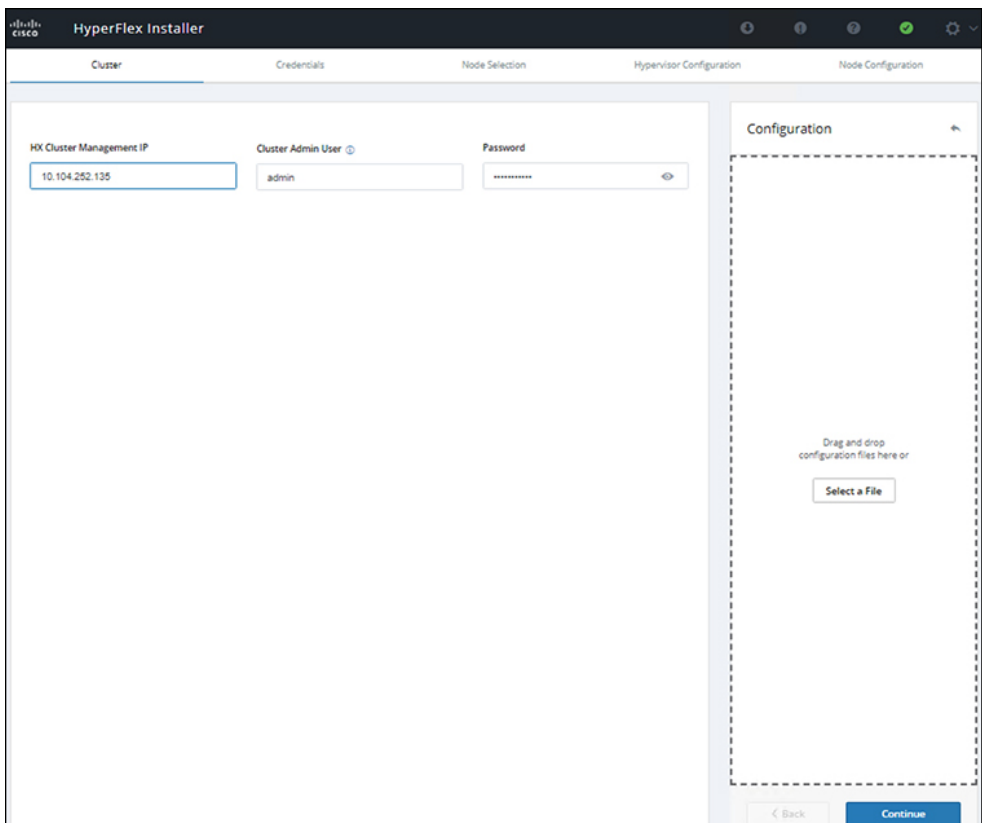 cisco HyperFlex Installer
Cluster Credentials Node Selection Hypervisor Configuration Node Configuration
HX Cluster Management IP Cluster Admin User Password
10.104.252.135 admin •••••••••••
Configuration
Drag and drop
configuration files here or
Select a File
< Back Continue